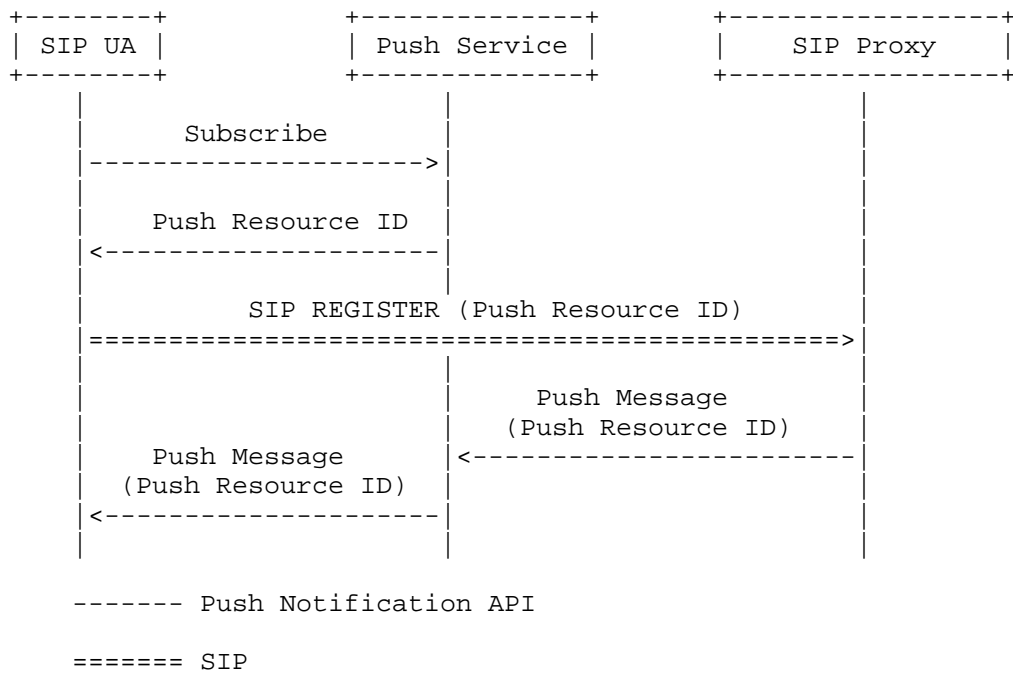 SIP UA Push Service SIP Proxy
Subscribe
Push Resource ID
SIP REGISTER (Push Resource ID)
Push Message
(Push Resource ID)
Push Message
(Push Resource ID)
------- Push Notification API
======= SIP